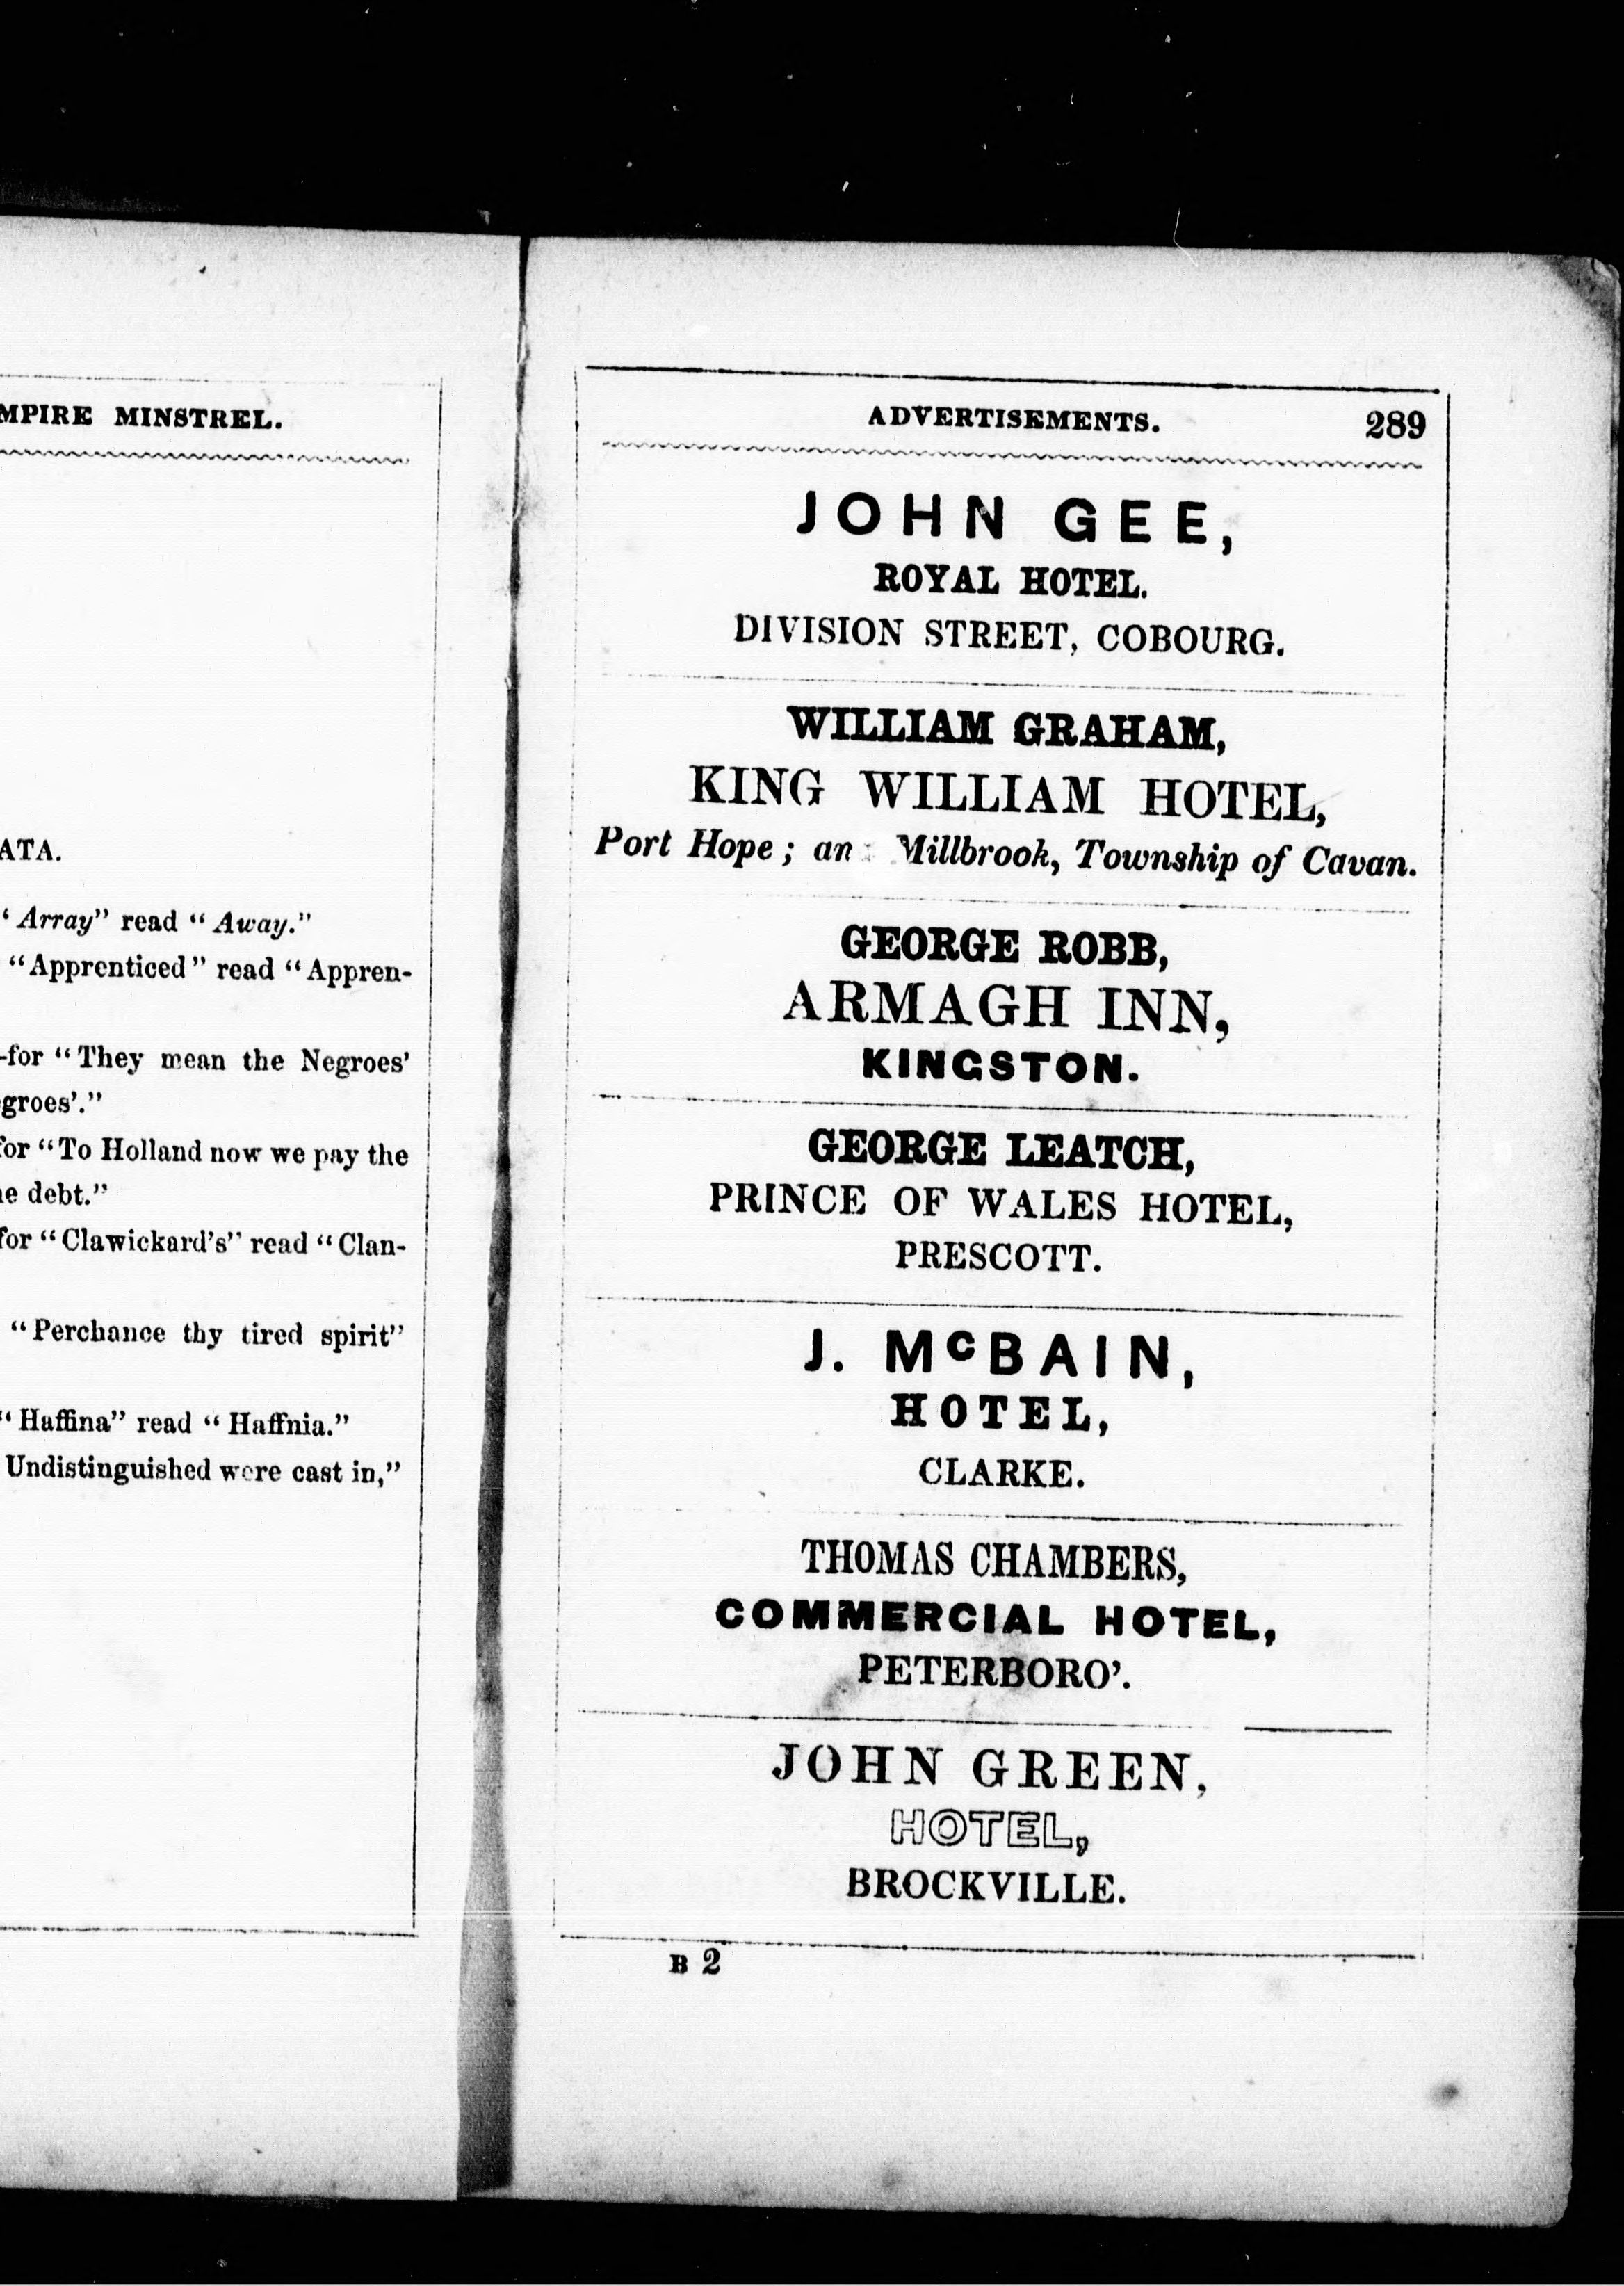 MPIRE MINSTREL.
ATA.
‘ Array” read “ Away.”
“Apprenticed” read “Appren-
-for “They mean the Negroes’
groes’.”
for “To Holland now we pay the
e debt.”
for “Clawickard’s” read “Clan-
“Perchance thy tired spirit”
“Haffina” read “Haffnia.”
Undistinguished were cast in,”
ADVERTISEMENTS. 289
JOHN GEE,
ROYAL HOTEL.
DIVISION STREET, COBOURG.
WILLIAM GRAHAM,
KING WILLIAM HOTEL,
Port Hope; an Millbrook, Township of Cavan.
GEORGE ROBB,
ARMAGH INN,
KINGSTON.
GEORGE LEATCH,
PRINCE OF WALES HOTEL,
PRESCOTT.
J. McBAIN,
HOTEL,
CLARKE.
THOMAS CHAMBERS,
COMMERCIAL HOTEL,
PETERBORO’.
JOHN GREEN,
HOTEL,
BROCKVILLE.
B 2